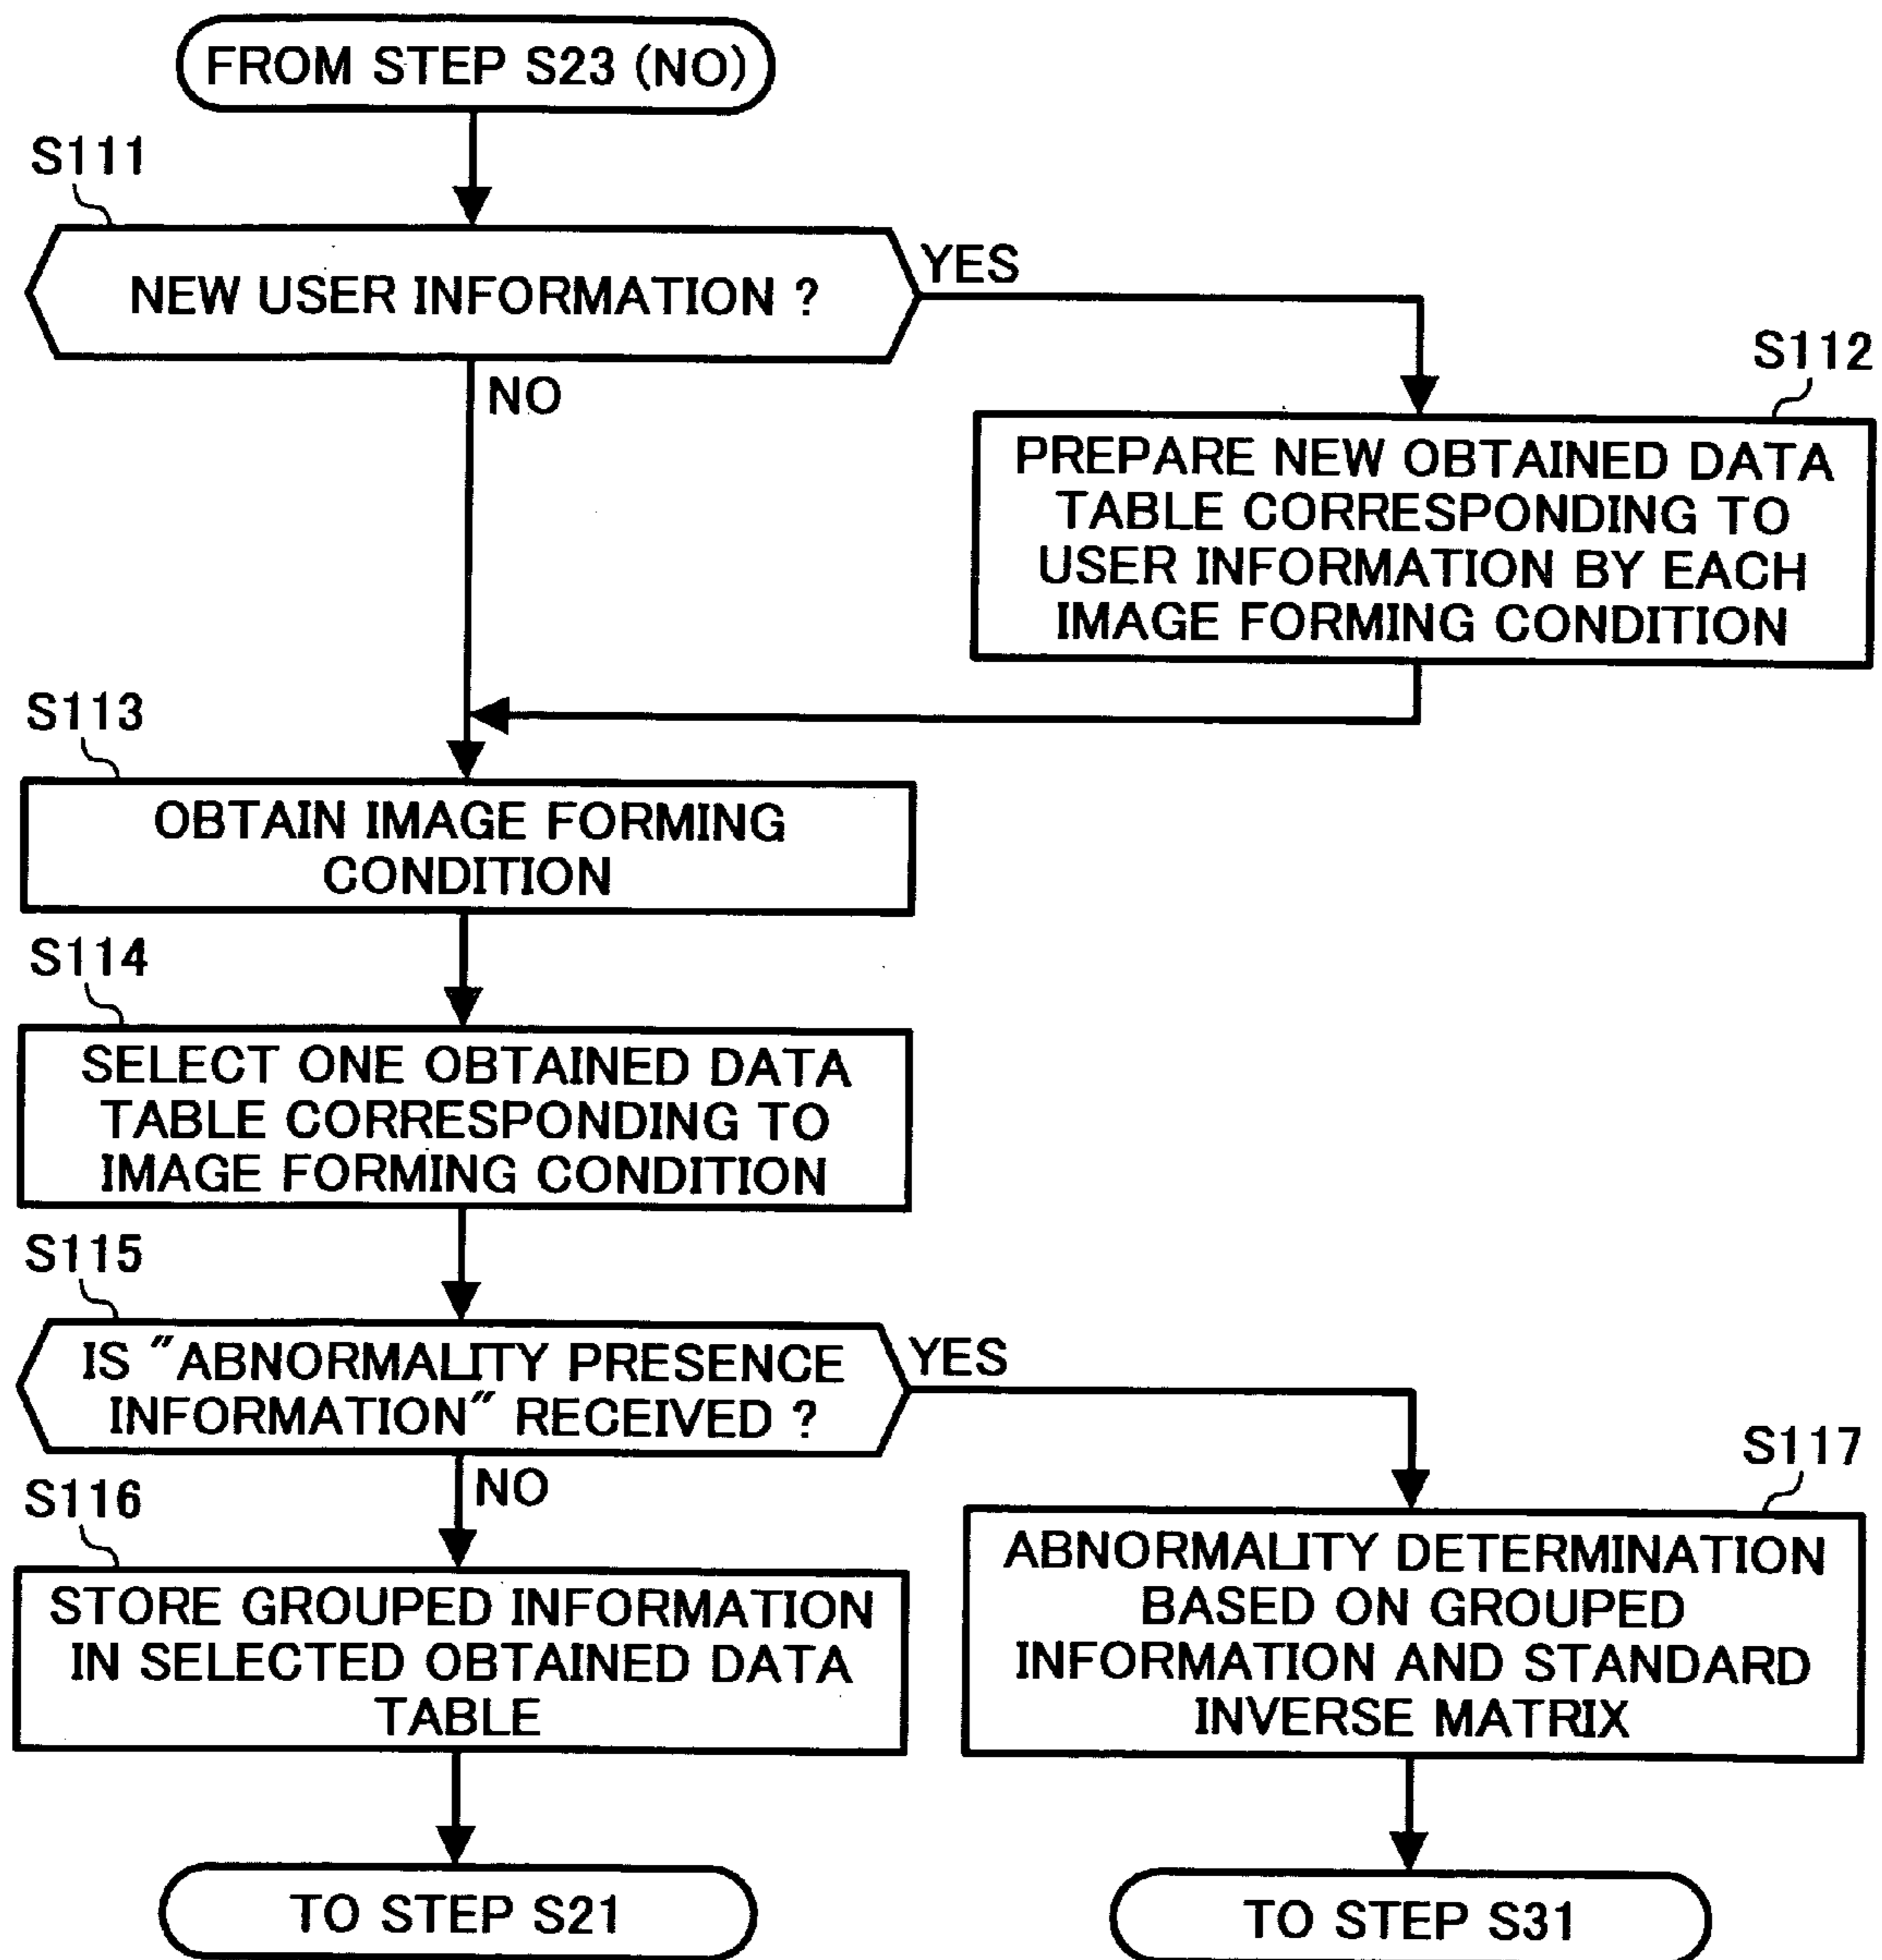 FROM STEP S23 (NO)
S111
NEW USER INFORMATION ?
YES
NO
S112
PREPARE NEW OBTAINED DATA
TABLE CORRESPONDING TO
USER INFORMATION BY EACH
IMAGE FORMING CONDITION
S113
OBTAIN IMAGE FORMING
CONDITION
S114
SELECT ONE OBTAINED DATA
TABLE CORRESPONDING TO
IMAGE FORMING CONDITION
S115
IS "ABNORMALITY PRESENCE
INFORMATION" RECEIVED ?
YES
NO
S116
STORE GROUPED INFORMATION
IN SELECTED OBTAINED DATA
TABLE
S117
ABNORMALITY DETERMINATION
BASED ON GROUPED
INFORMATION AND STANDARD
INVERSE MATRIX
TO STEP S21
TO STEP S31